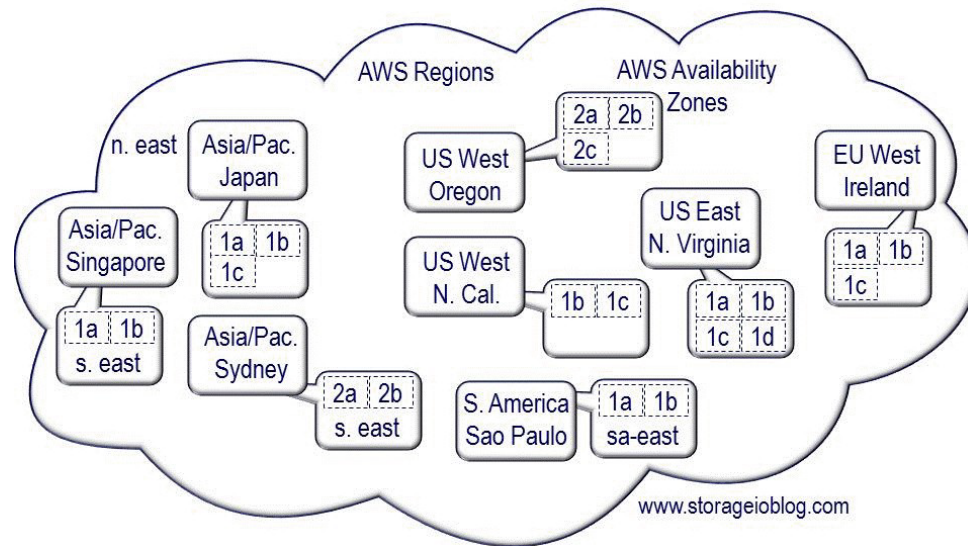 AWS Regions
AWS Availability
Zones
n. east
Asia/Pac.
Japan
1a 1b
1c
Asia/Pac.
Singapore
1a 1b
s. east
Asia/Pac.
Sydney
2a 2b
s. east
US West
Oregon
2a 2b
2c
US West
N. Cal.
1b 1c
US East
N. Virginia
1a 1b
1c 1d
EU West
Ireland
1a 1b
1c
S. America
Sao Paulo
1a 1b
sa-east
www.storageioblog.com